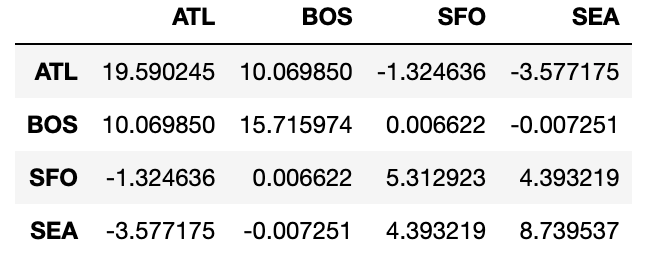 ATL BOS SFO SEA
ATL 19.590245 10.069850 -1.324636 -3.577175
BOS 10.069850 15.715974 0.006622 -0.007251
SFO -1.324636 0.006622 5.312923 4.393219
SEA -3.577175 -0.007251 4.393219 8.739537